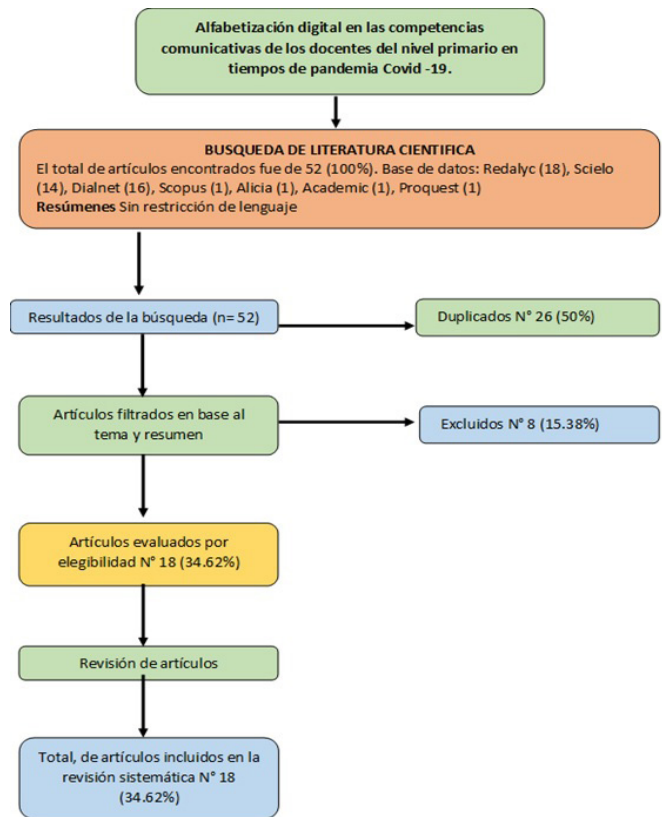 Alfabetización digital en las competencias
comunicativas de los docentes del nivel primario en
tiempos de pandemia Covid -19.
BUSQUEDA DE LITERATURA CIENTIFICA
El total de artículos encontrados fue de 52 (100%). Base de datos: Redalyc (18), Scielo
(14), Dialnet (16), Scopus (1), Alicia (1), Academic (1), Proquest (1)
Resúmenes Sin restricción de lenguaje
Resultados de la búsqueda (n= 52)
Duplicados N° 26 (50%)
Artículos filtrados en base al
tema y resumen
Excluidos N° 8 (15.38%)
Artículos evaluados por
elegibilidad N° 18 (34.62%)
Revisión de artículos
Total, de artículos incluidos en la
revisión sistemática N° 18
(34.62%)